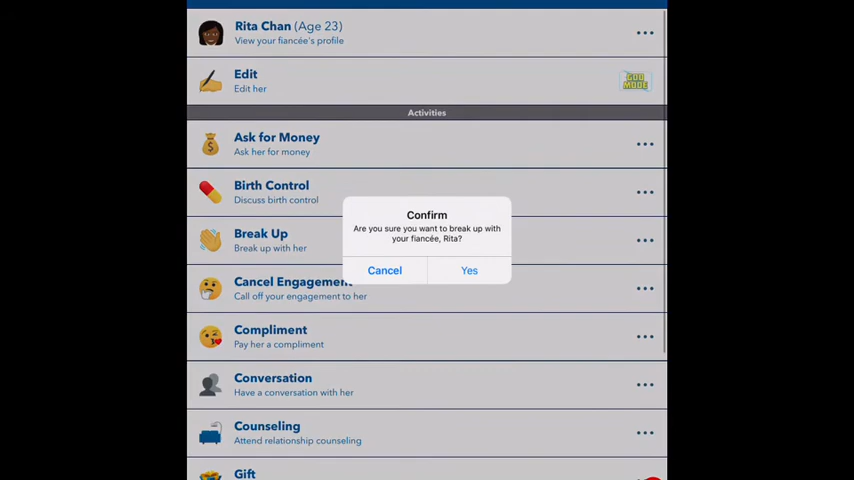 Rita Chan (Age 23)
View your fiancée's profile
Edit
Edit her
GOD
MODE
Activities
Ask for Money
Ask her for money
Birth Control
Discuss birth control
Break Up
Break up with her
Confirm
Are you sure you want to break up with
your fiancée, Rita?
Cancel
Yes
Cancel Engagement
Call off your engagement to her
Compliment
Pay her a compliment
Conversation
Have a conversation with her
Counseling
Attend relationship counseling
Gift